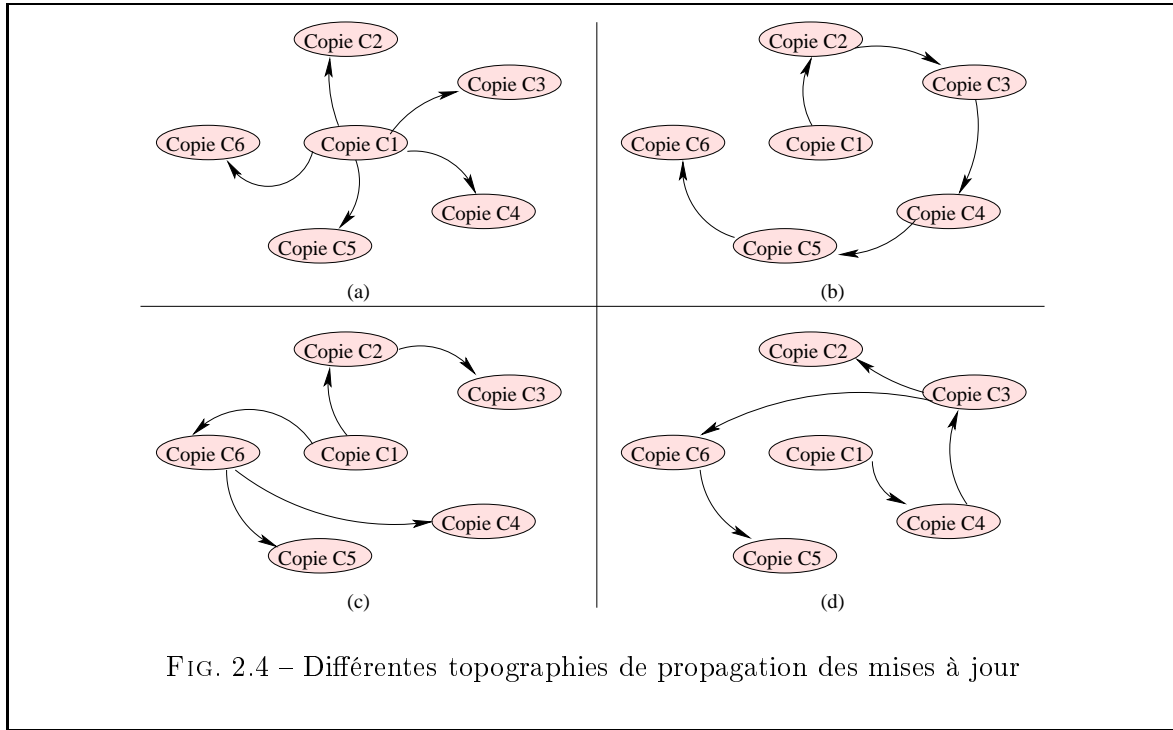 Copie C2
Copie C3
Copie C6
Copie C1
Copie C4
Copie C5
(a)
Copie C2
Copie C3
Copie C6
Copie C1
Copie C4
Copie C5
(b)
Copie C2
Copie C3
Copie C6
Copie C1
Copie C4
Copie C5
(c)
Copie C2
Copie C3
Copie C6
Copie C1
Copie C4
Copie C5
(d)
FIG. 2.4 – Différentes topographies de propagation des mises à jour